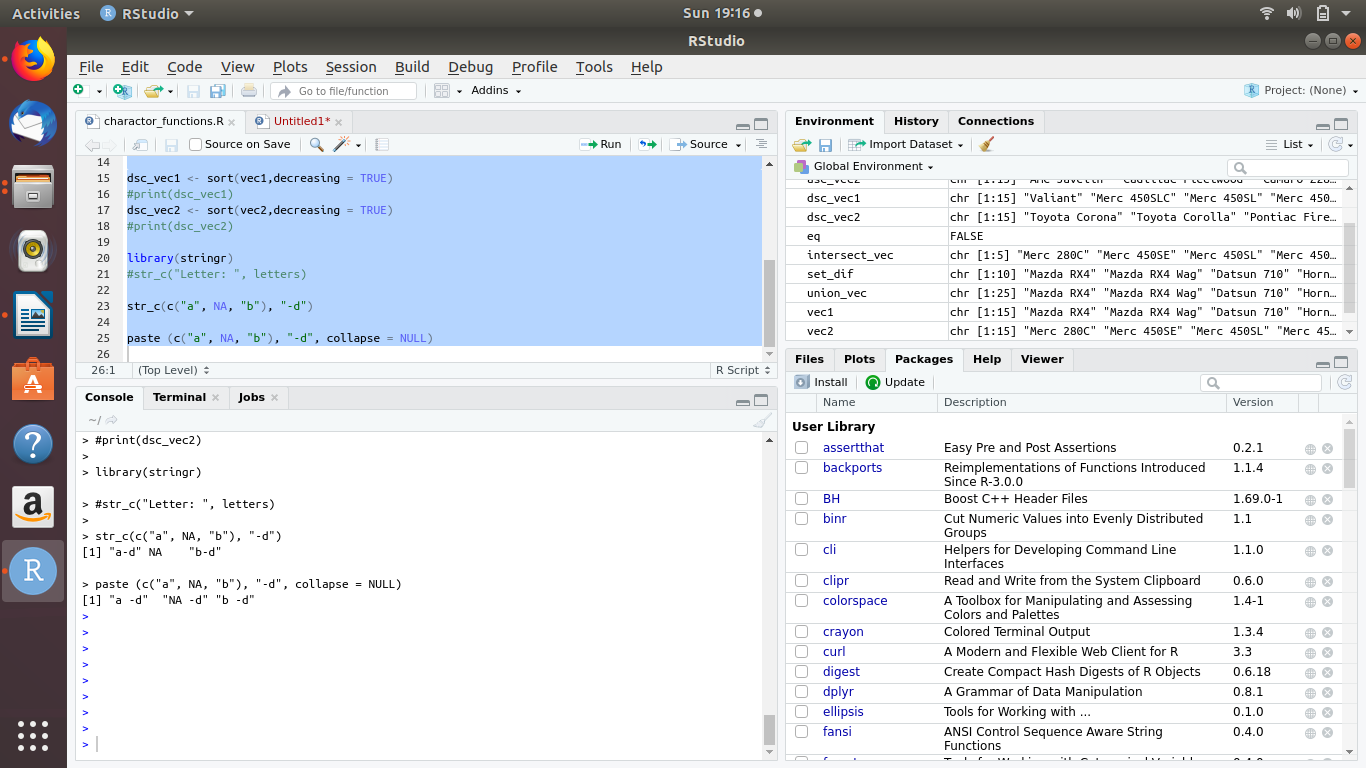 Activities RStudio Sun 19:16
RStudio
File Edit Code View Plots Session Build Debug Profile Tools Help
Go to file/function Addins Project: (None)
charactor_functions.R Untitled1*
Source on Save Run Source
14
15 dsc_vec1 <- sort(vec1,decreasing = TRUE)
16 #print(dsc_vec1)
17 dsc_vec2 <- sort(vec2,decreasing = TRUE)
18 #print(dsc_vec2)
19
20 library(stringr)
21 #str_c("Letter: ", letters)
22
23 str_c(c("a", NA, "b"), "-d")
24
25 paste (c("a", NA, "b"), "-d", collapse = NULL)
26
26:1 (Top Level) R Script
Console Terminal Jobs
~/
> #print(dsc_vec2)
>
> library(stringr)
> #str_c("Letter: ", letters)
>
> str_c(c("a", NA, "b"), "-d")
[1] "a-d" NA    "b-d"
> paste (c("a", NA, "b"), "-d", collapse = NULL)
[1] "a -d"  "NA -d" "b -d"
>
>
>
>
>
>
>
>
>
Environment History Connections
Import Dataset List
Global Environment
dsc_vec1 chr [1:15] "Valiant" "Merc 450SLC" "Merc 450SL" "Merc 450…
dsc_vec2 chr [1:15] "Toyota Corona" "Toyota Corolla" "Pontiac Fire…
eq FALSE
intersect_vec chr [1:5] "Merc 280C" "Merc 450SE" "Merc 450SL" "Merc 450…
set_dif chr [1:10] "Mazda RX4" "Mazda RX4 Wag" "Datsun 710" "Horn…
union_vec chr [1:25] "Mazda RX4" "Mazda RX4 Wag" "Datsun 710" "Horn…
vec1 chr [1:15] "Mazda RX4" "Mazda RX4 Wag" "Datsun 710" "Horn…
vec2 chr [1:15] "Merc 280C" "Merc 450SE" "Merc 450SL" "Merc 45…
Files Plots Packages Help Viewer
Install Update
Name Description Version
User Library
assertthat Easy Pre and Post Assertions 0.2.1
backports Reimplementations of Functions Introduced 1.1.4
Since R-3.0.0
BH Boost C++ Header Files 1.69.0-1
binr Cut Numeric Values into Evenly Distributed 1.1
Groups
cli Helpers for Developing Command Line 1.1.0
Interfaces
clipr Read and Write from the System Clipboard 0.6.0
colorspace A Toolbox for Manipulating and Assessing 1.4-1
Colors and Palettes
crayon Colored Terminal Output 1.3.4
curl A Modern and Flexible Web Client for R 3.3
digest Create Compact Hash Digests of R Objects 0.6.18
dplyr A Grammar of Data Manipulation 0.8.1
ellipsis Tools for Working with ... 0.1.0
fansi ANSI Control Sequence Aware String 0.4.0
Functions